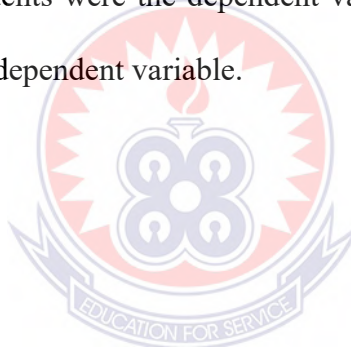 ents were the dependent va
dependent variable.
EDUCATION FOR SERVICE